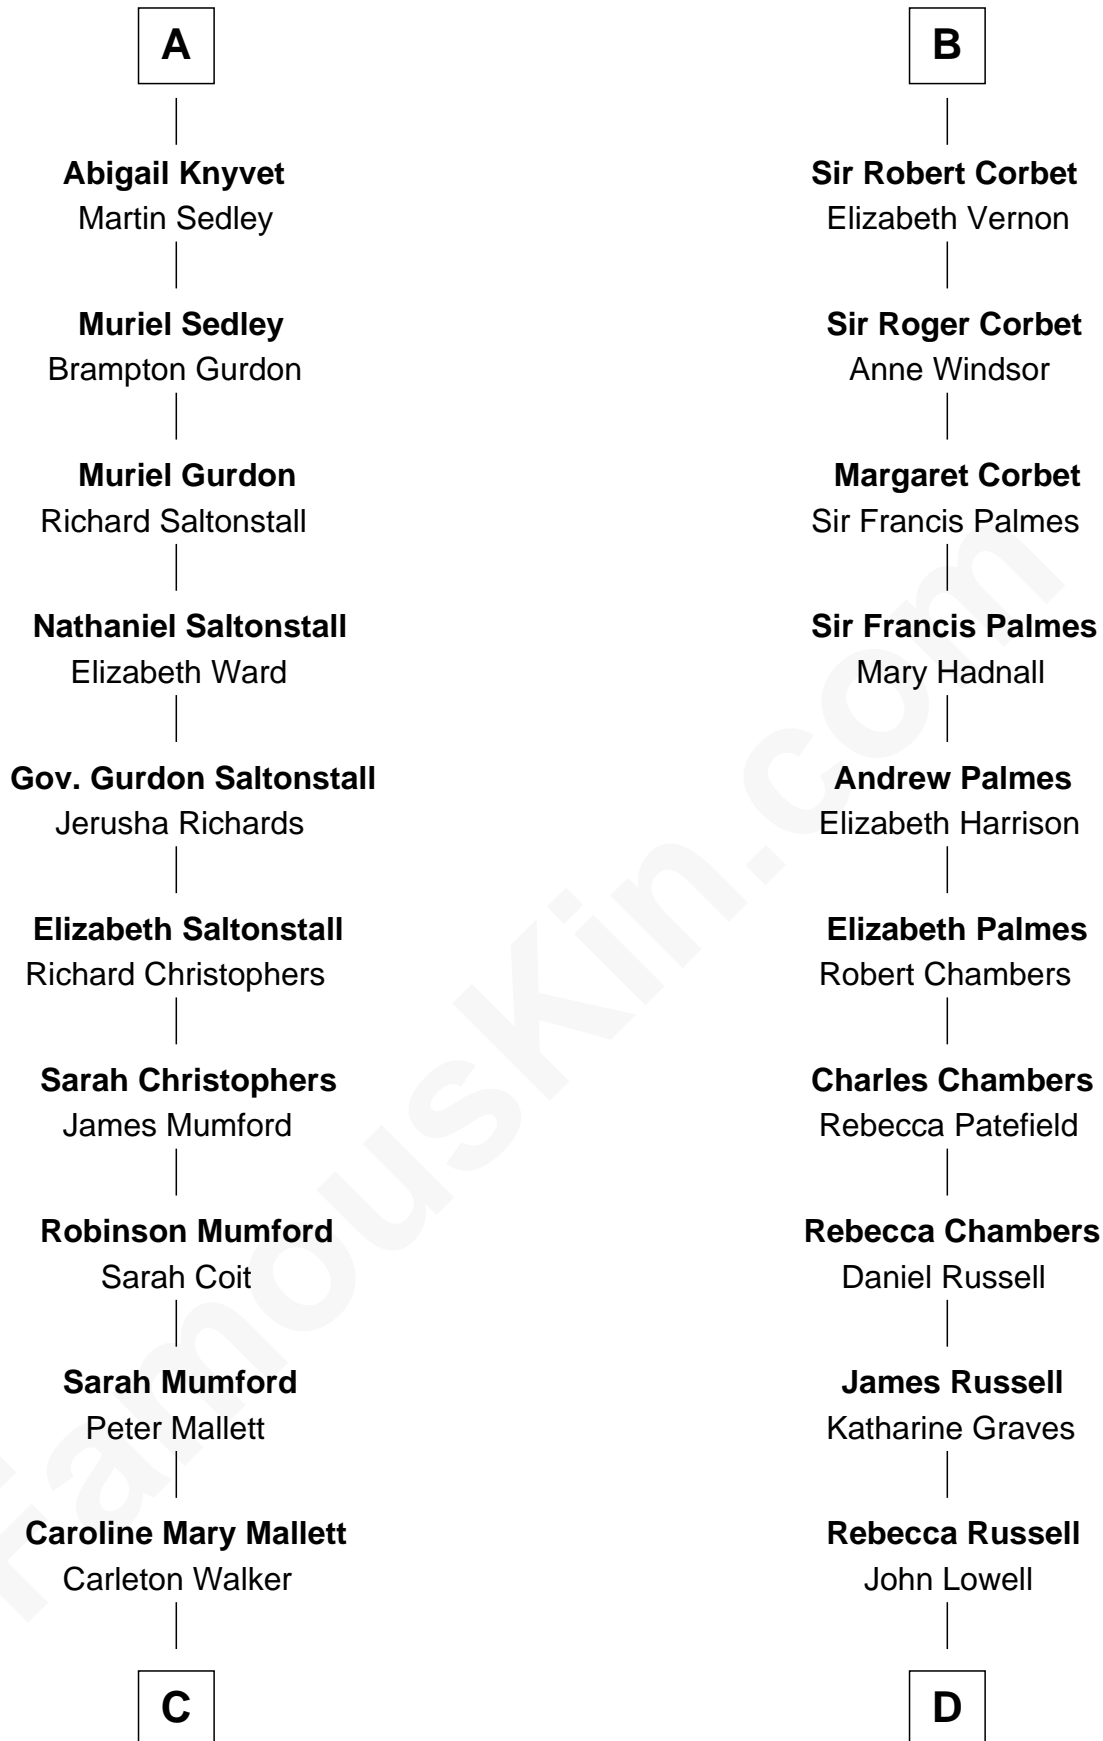 A
Abigail Knyvet
Martin Sedley
Muriel Sedley
Brampton Gurdon
Muriel Gurdon
Richard Saltonstall
Nathaniel Saltonstall
Elizabeth Ward
Gov. Gurdon Saltonstall
Jerusha Richards
Elizabeth Saltonstall
Richard Christophers
Sarah Christophers
James Mumford
Robinson Mumford
Sarah Coit
Sarah Mumford
Peter Mallett
Caroline Mary Mallett
Carleton Walker
C
B
Sir Robert Corbet
Elizabeth Vernon
Sir Roger Corbet
Anne Windsor
Margaret Corbet
Sir Francis Palmes
Sir Francis Palmes
Mary Hadnall
Andrew Palmes
Elizabeth Harrison
Elizabeth Palmes
Robert Chambers
Charles Chambers
Rebecca Patefield
Rebecca Chambers
Daniel Russell
James Russell
Katharine Graves
Rebecca Russell
John Lowell
D
FamousKin.com